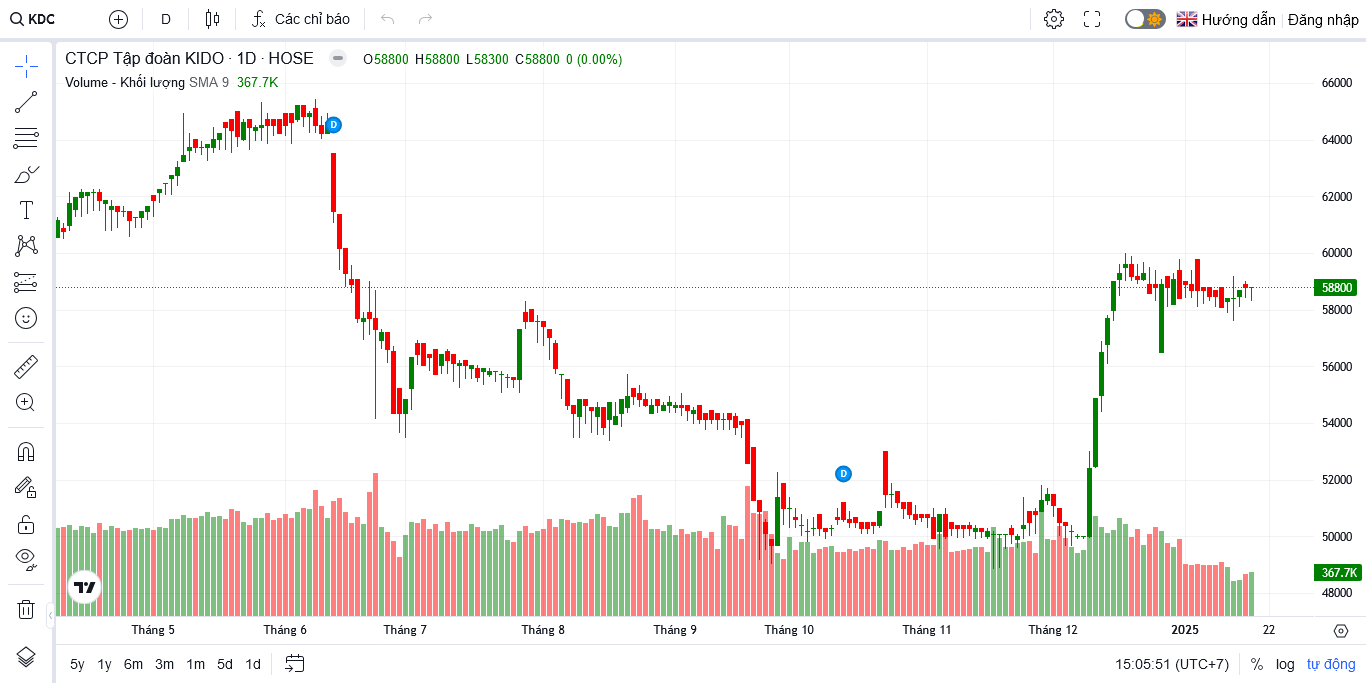 KDC D Các chỉ báo Hướng dẫn Đăng nhập
CTCP Tập đoàn KIDO · 1D · HOSE O58800 H58800 L58300 C58800 0 (0.00%)
Volume - Khối lượng SMA 9 367.7K
66000
64000
D
62000
60000
58800
58000
56000
54000
52000
D
50000
367.7K
48000
Tháng 5 Tháng 6 Tháng 7 Tháng 8 Tháng 9 Tháng 10 Tháng 11 Tháng 12 2025 22
5y 1y 6m 3m 1m 5d 1d 15:05:51 (UTC+7) % log tự động